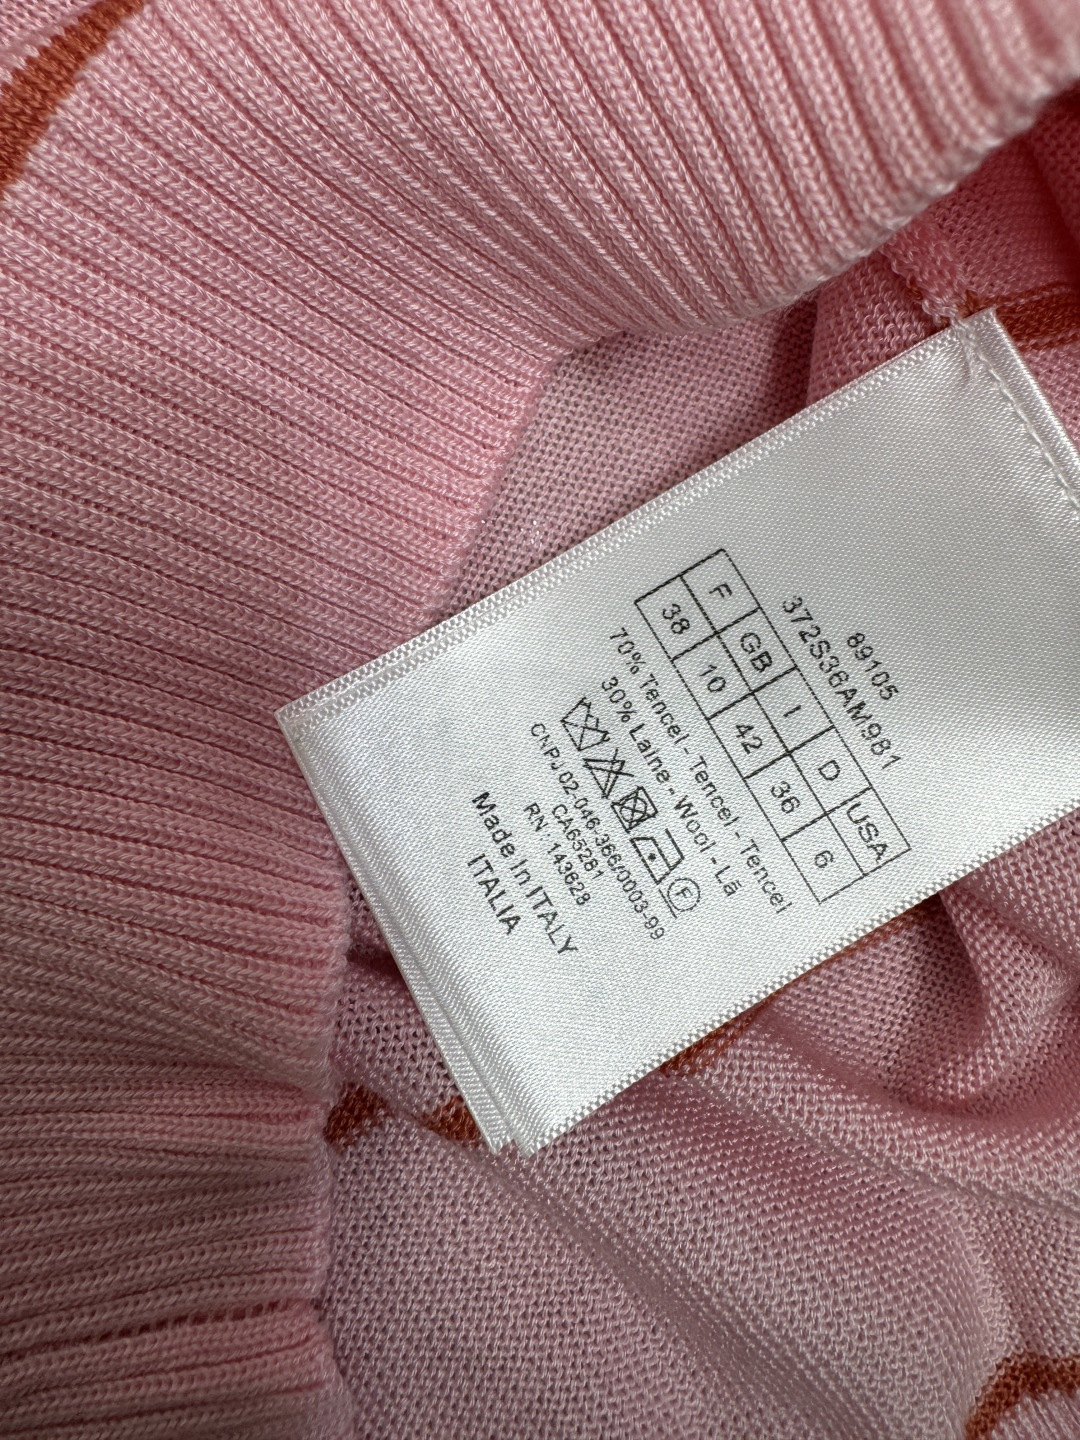 89105
372S36AM981
F GB I D USA
38 10 42 36 6
70% Tencel - Tencel - Tencel
30% Laine - Wool - Lã
F
CNPJ 02-046-366/0003-99
CA65281
RN : 143628
Made In ITALY
ITALIA